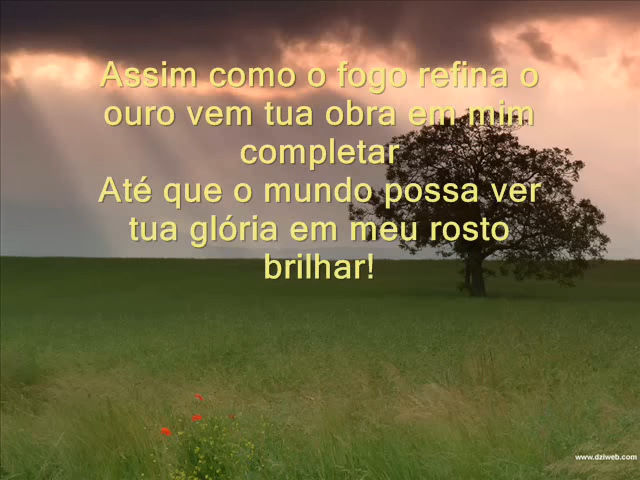 Assim como o fogo refina o
ouro vem tua obra em mim
completar
Até que o mundo possa ver
tua glória em meu rosto
brilhar!
www.dziweb.com